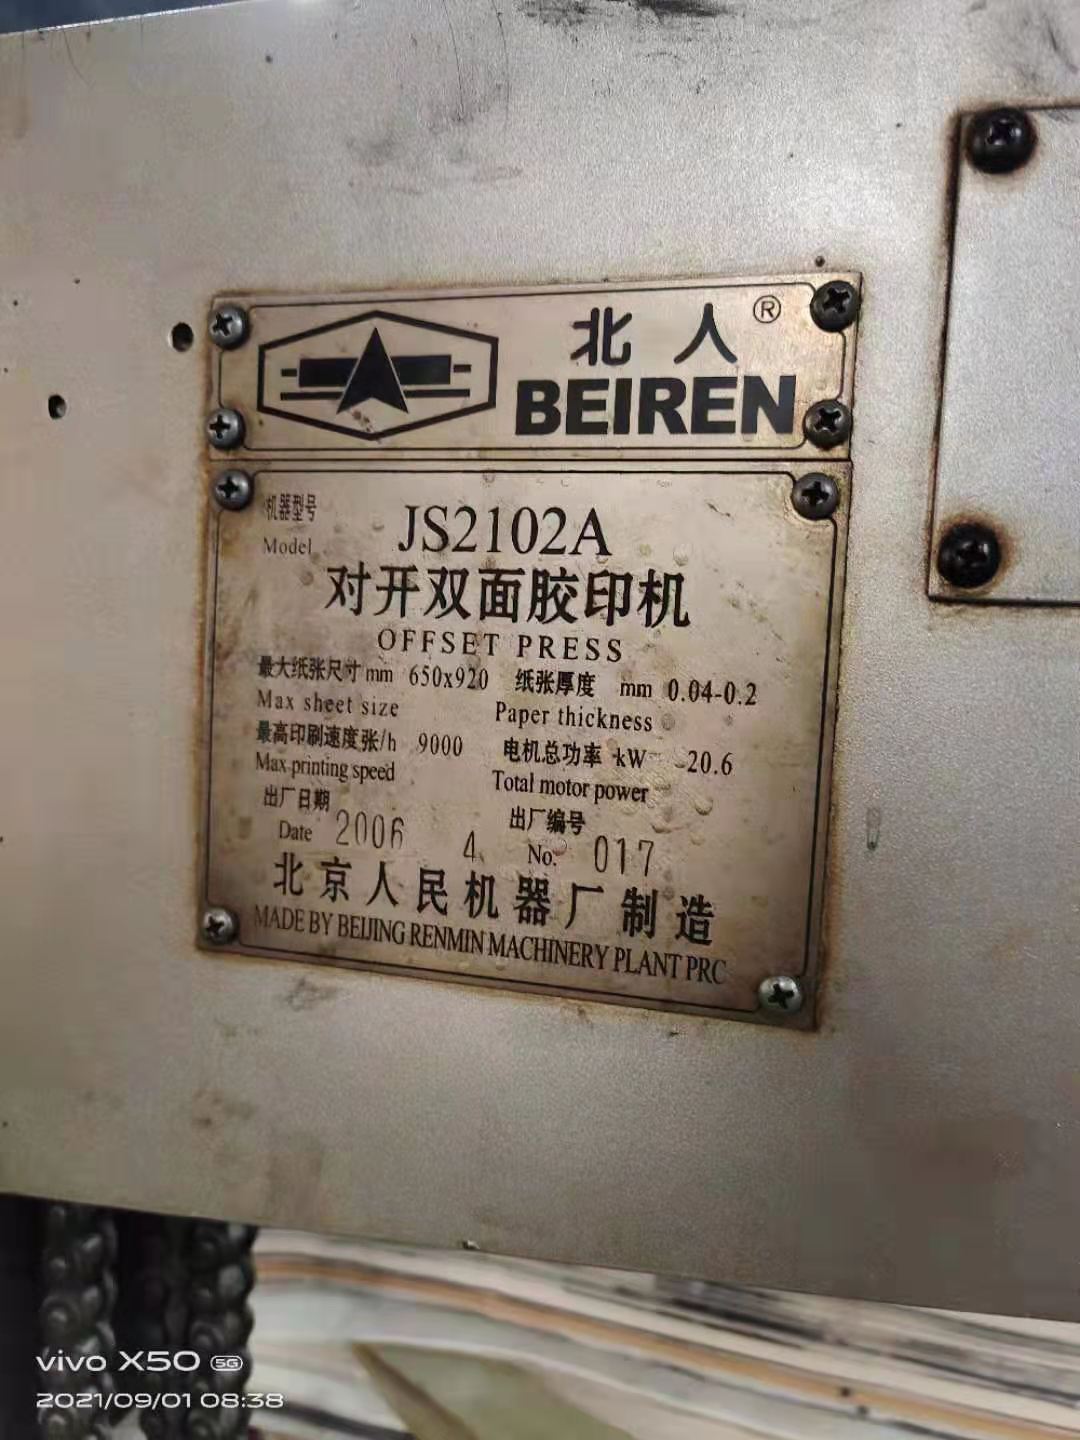 北人®
BEIREN
机器型号
Model JS2102A
对开双面胶印机
OFFSET PRESS
最大纸张尺寸mm 650x920 纸张厚度 mm 0.04-0.2
Max sheet size Paper thickness
最高印刷速度张/h 9000 电机总功率 kW 20.6
Max.printing speed Total motor power
出厂日期 出厂编号
Date 2006 4 No. 017
北京人民机器厂制造
MADE BY BEIJING RENMIN MACHINERY PLANT PRC
vivo X50 5G
2021/09/01 08:38